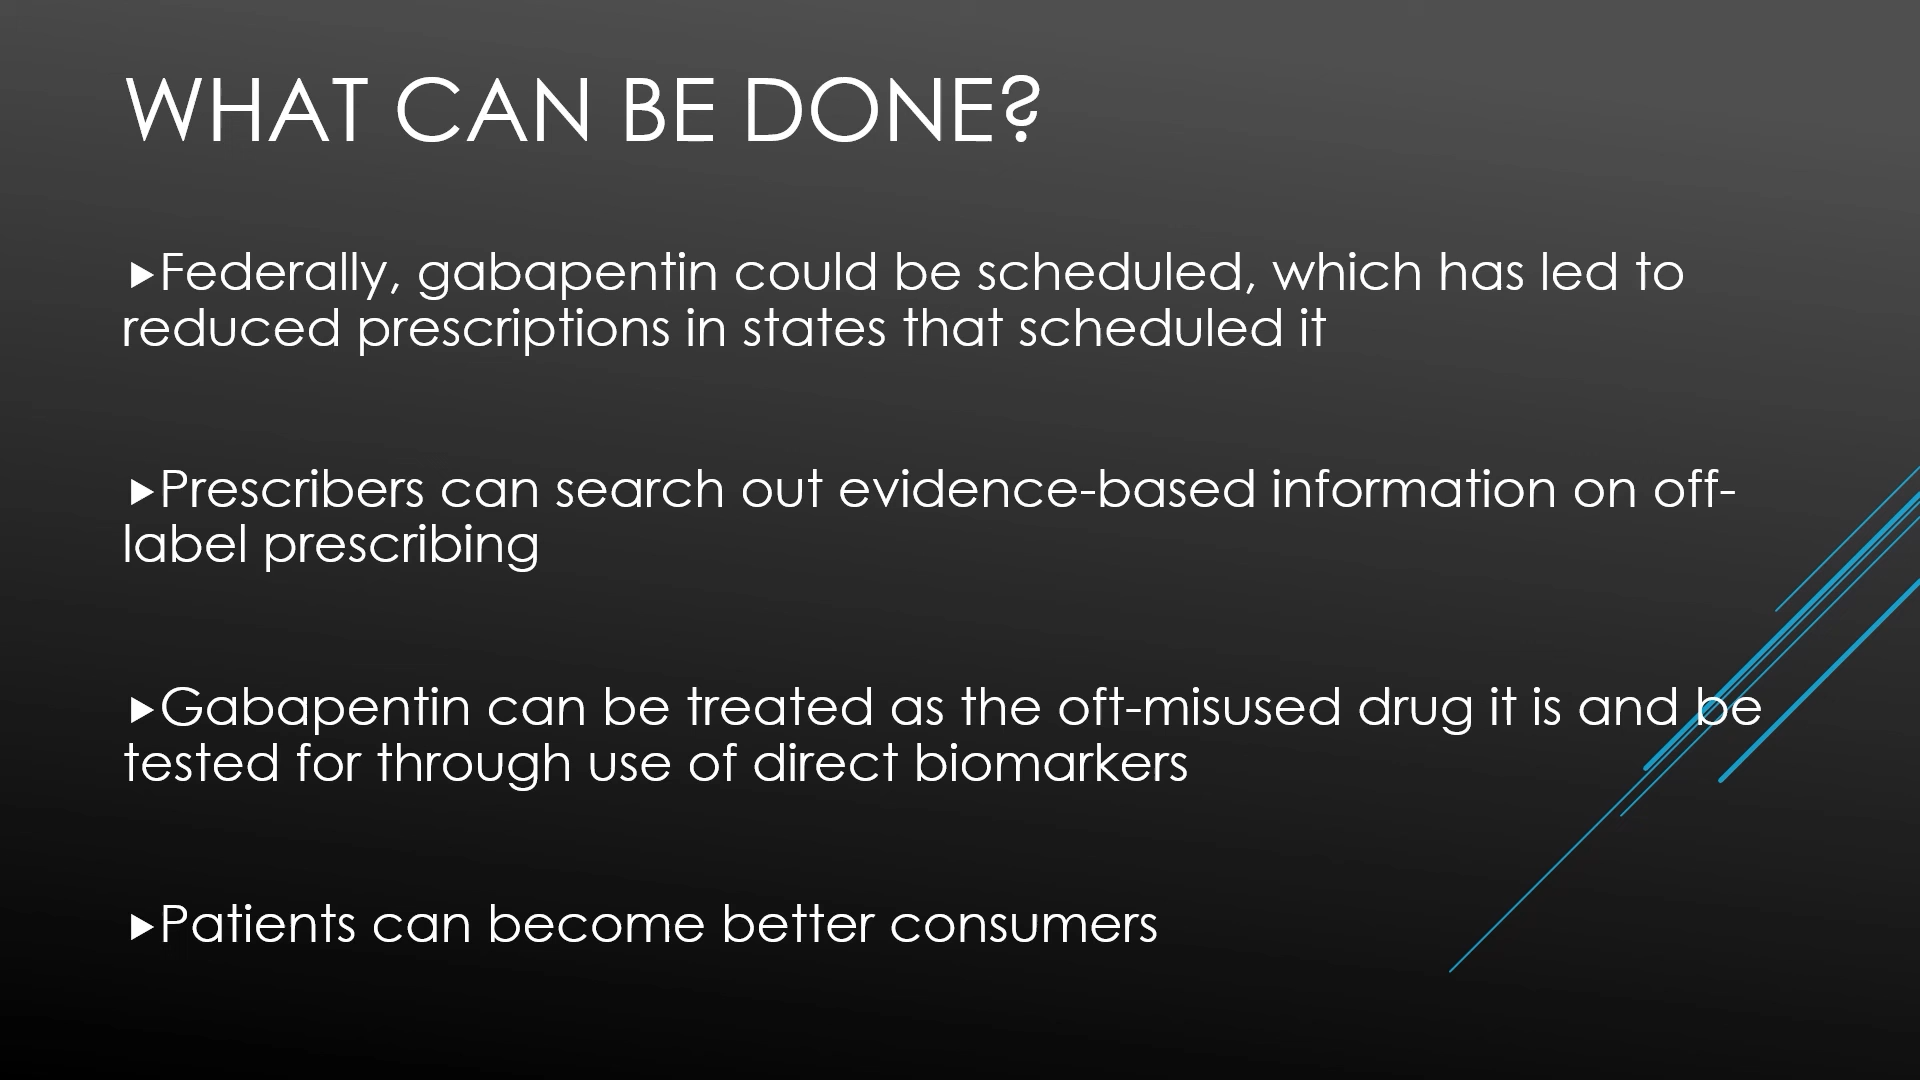 WHAT CAN BE DONE?
▶Federally, gabapentin could be scheduled, which has led to
reduced prescriptions in states that scheduled it
▶Prescribers can search out evidence-based information on off-
label prescribing
▶Gabapentin can be treated as the oft-misused drug it is and be
tested for through use of direct biomarkers
▶Patients can become better consumers